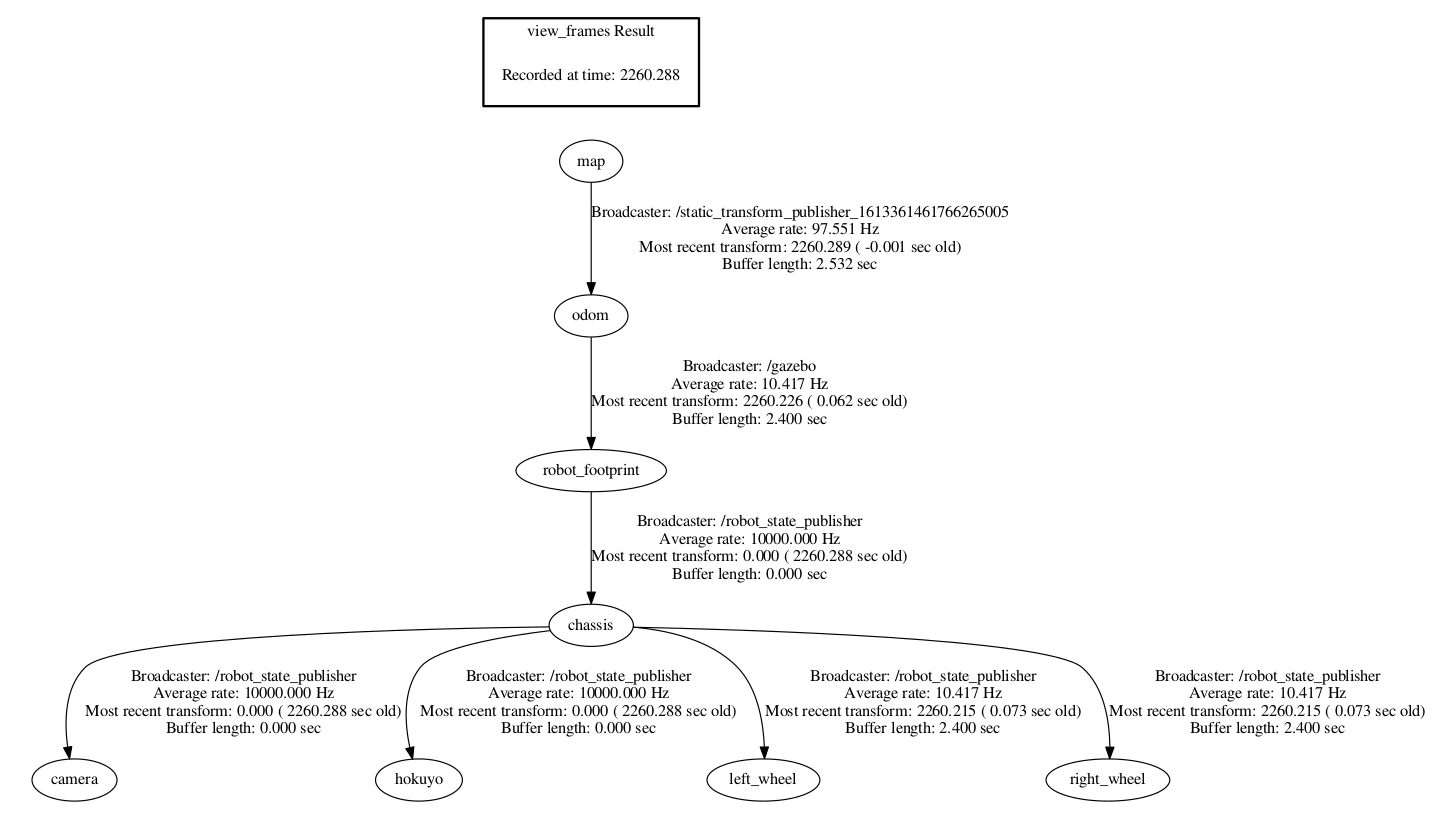 view_frames Result
Recorded at time: 2260.288
map
Broadcaster: /static_transform_publisher_1613361461766265005
Average rate: 97.551 Hz
Most recent transform: 2260.289 ( -0.001 sec old)
Buffer length: 2.532 sec
odom
Broadcaster: /gazebo
Average rate: 10.417 Hz
Most recent transform: 2260.226 ( 0.062 sec old)
Buffer length: 2.400 sec
robot_footprint
Broadcaster: /robot_state_publisher
Average rate: 10000.000 Hz
Most recent transform: 0.000 ( 2260.288 sec old)
Buffer length: 0.000 sec
chassis
Broadcaster: /robot_state_publisher
Average rate: 10000.000 Hz
Most recent transform: 0.000 ( 2260.288 sec old)
Buffer length: 0.000 sec
Broadcaster: /robot_state_publisher
Average rate: 10000.000 Hz
Most recent transform: 0.000 ( 2260.288 sec old)
Buffer length: 0.000 sec
Broadcaster: /robot_state_publisher
Average rate: 10.417 Hz
Most recent transform: 2260.215 ( 0.073 sec old)
Buffer length: 2.400 sec
Broadcaster: /robot_state_publisher
Average rate: 10.417 Hz
Most recent transform: 2260.215 ( 0.073 sec old)
Buffer length: 2.400 sec
camera
hokuyo
left_wheel
right_wheel